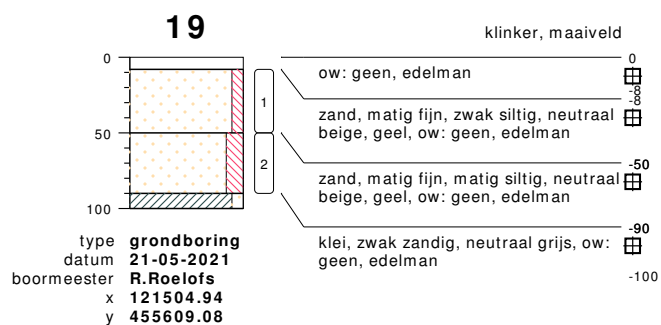 19
klinker, maaiveld
0
0
ow: geen, edelman
-8
-8
1
zand, matig fijn, zwak siltig, neutraal
beige, geel, ow: geen, edelman
50
-50
2
zand, matig fijn, matig siltig, neutraal
beige, geel, ow: geen, edelman
-90
100
klei, zwak zandig, neutraal grijs, ow:
geen, edelman
-100
type grondboring
datum 21-05-2021
boormeester R.Roelofs
x 121504.94
y 455609.08